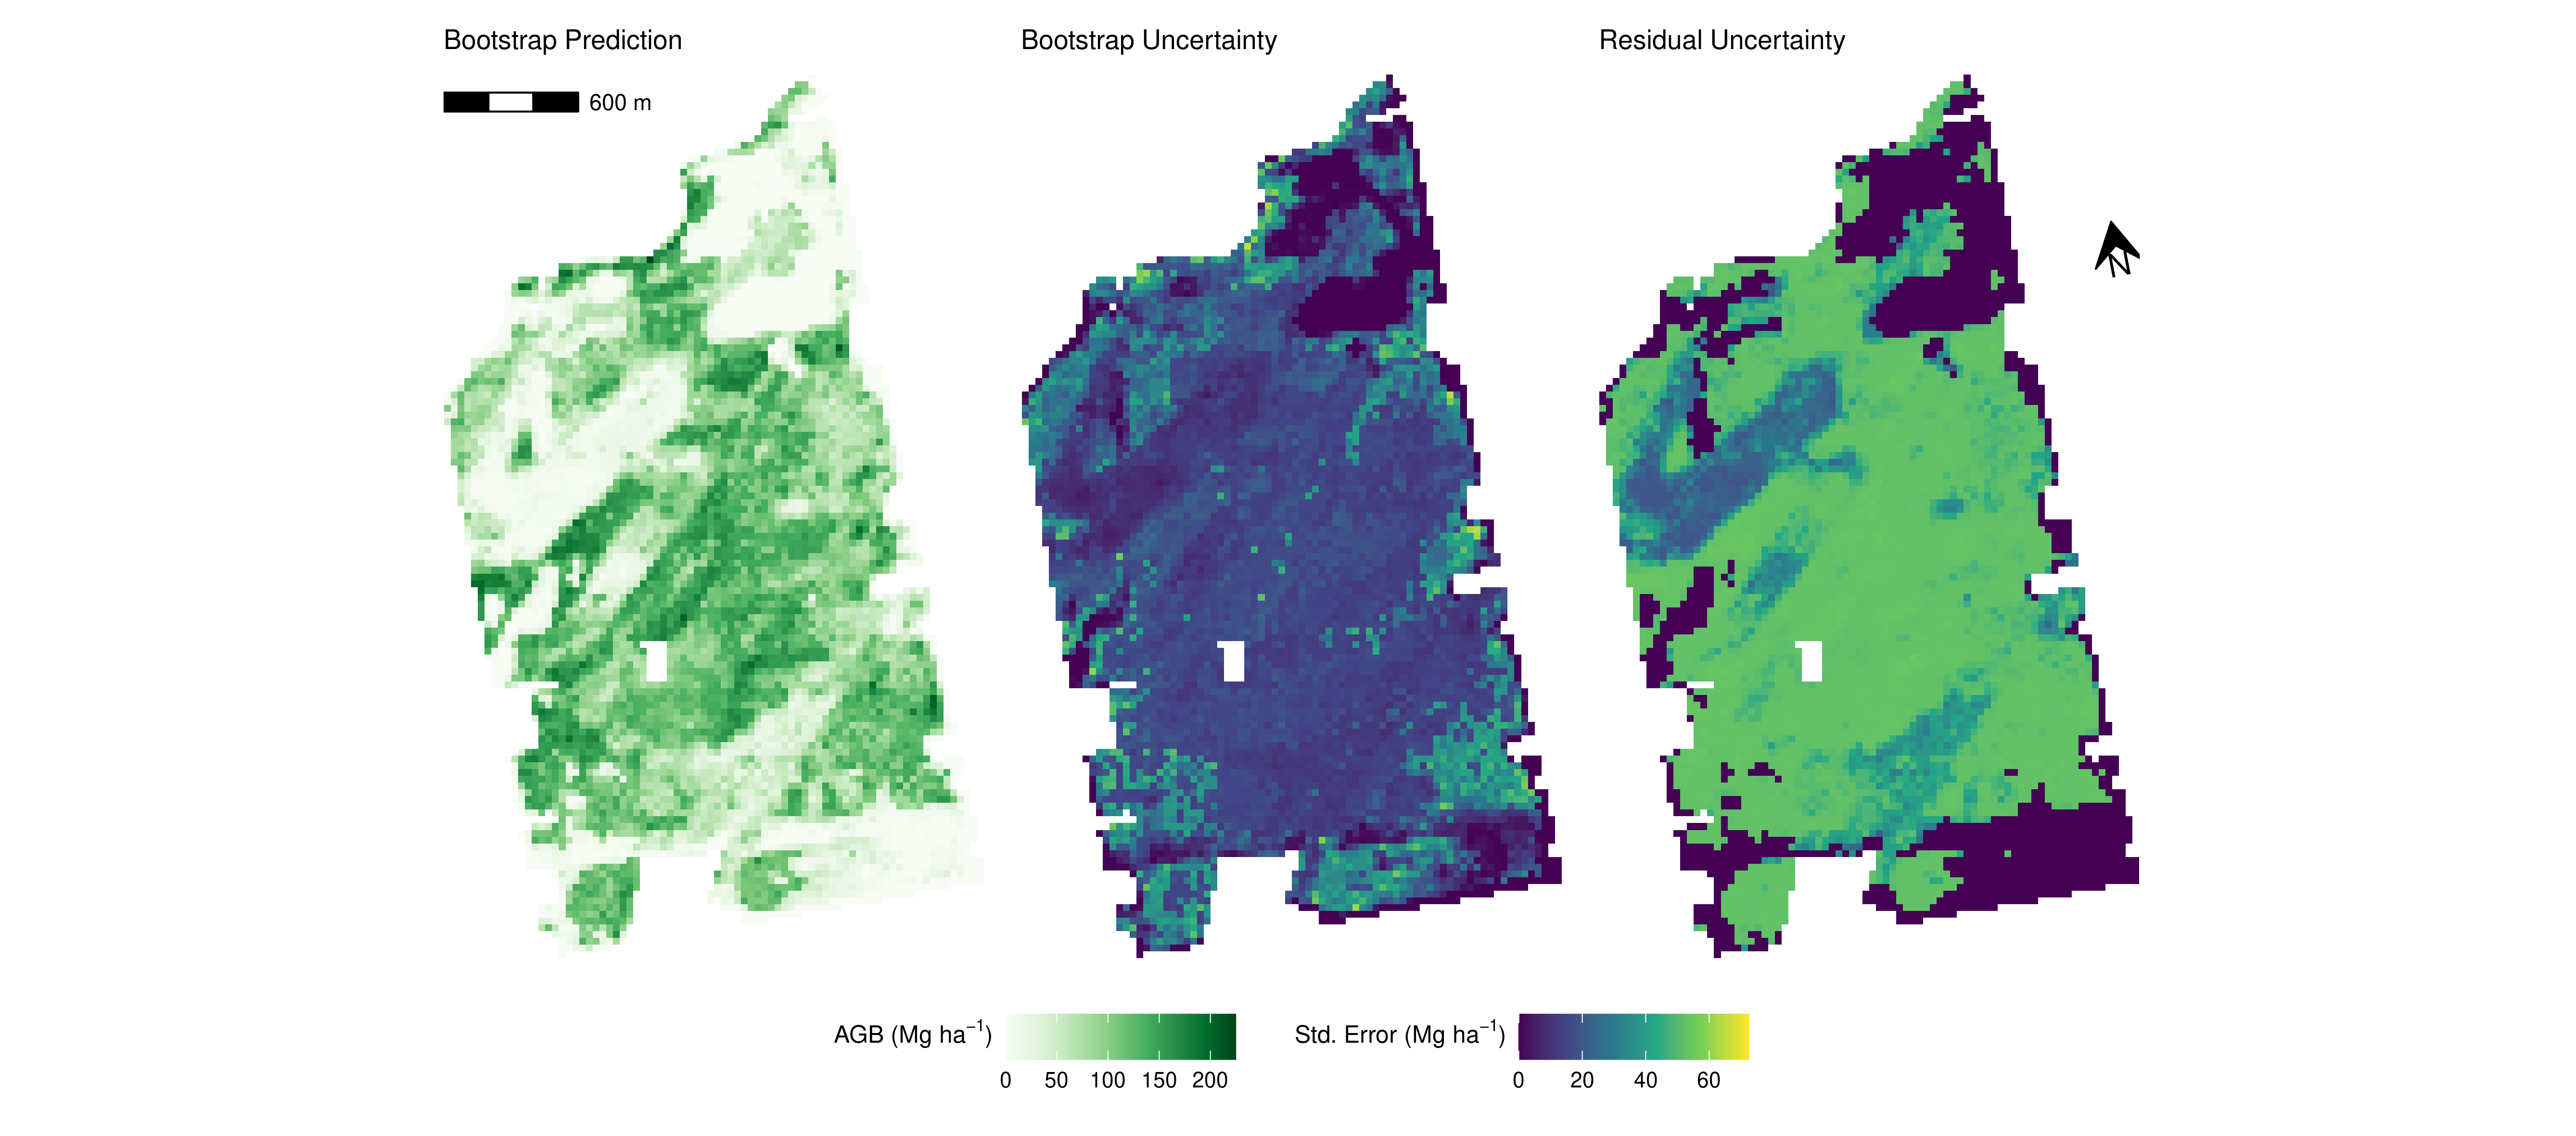 Bootstrap Prediction
Bootstrap Uncertainty
Residual Uncertainty
600 m
N
AGB (Mg ha⁻¹)
0 50 100 150 200
Std. Error (Mg ha⁻¹)
0 20 40 60